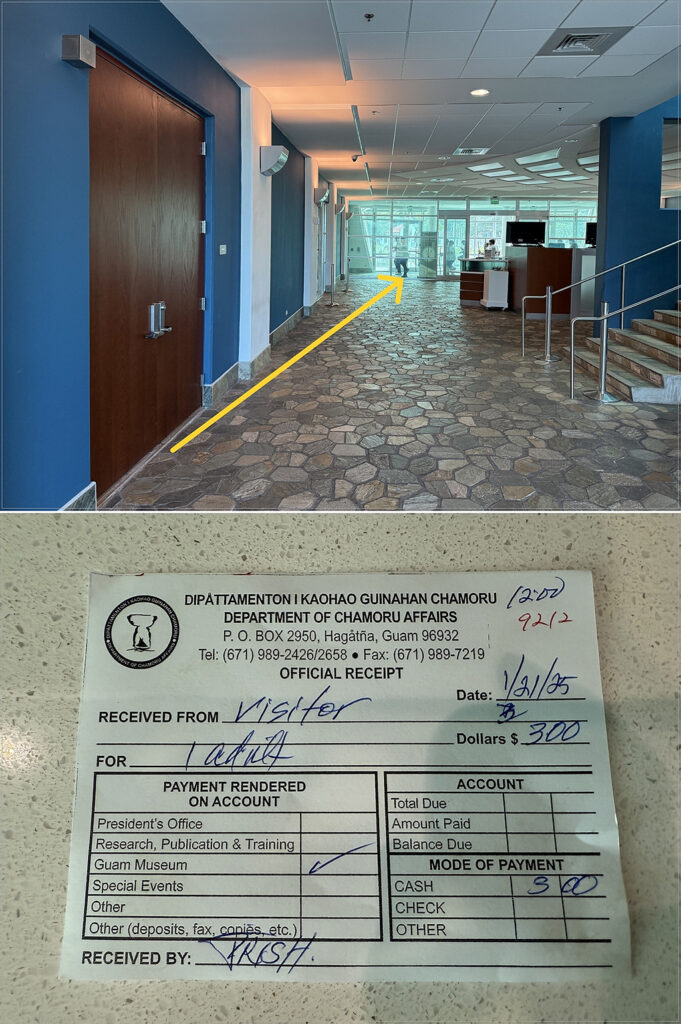 DIPÁTTAMENTON I KAOHAO GUINAHAN CHAMORU
DEPARTMENT OF CHAMORU AFFAIRS
P. O. BOX 2950, Hagåtña, Guam 96932
Tel: (671) 989-2426/2658 ● Fax: (671) 989-7219
OFFICIAL RECEIPT
12:00
9212
Date: 1/21/25
RECEIVED FROM visitor
Dollars $ 300
FOR 1 adult
PAYMENT RENDERED
ON ACCOUNT
President's Office
Research, Publication & Training
Guam Museum ✓
Special Events
Other
Other (deposits, fax, copies, etc.)
ACCOUNT
Total Due
Amount Paid
Balance Due
MODE OF PAYMENT
CASH 3 00
CHECK
OTHER
RECEIVED BY: TRISH.